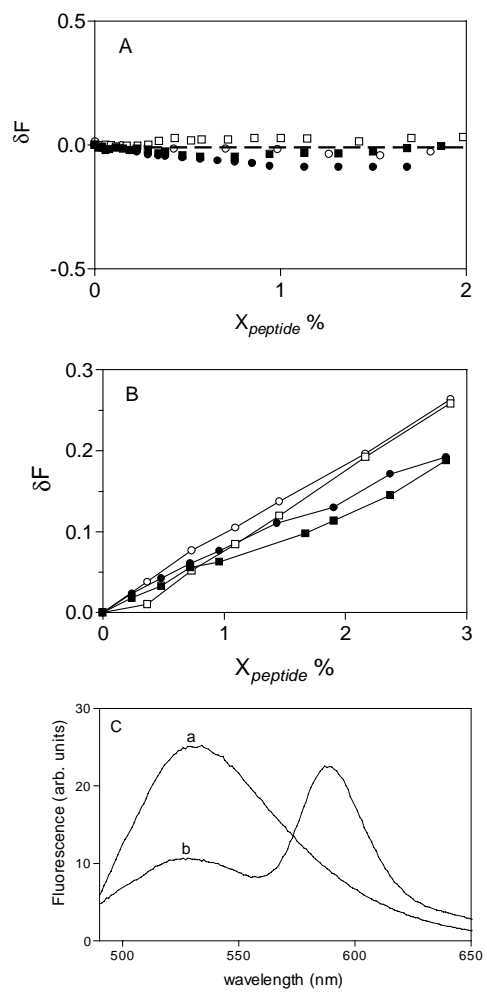 A
0.5
0.0
-0.5
δF
0
1
2
Xpeptide %
B
0.3
0.2
0.1
0.0
δF
0
1
2
3
Xpeptide %
C
30
20
10
0
Fluorescence (arb. units)
a
b
500
550
600
650
wavelength (nm)